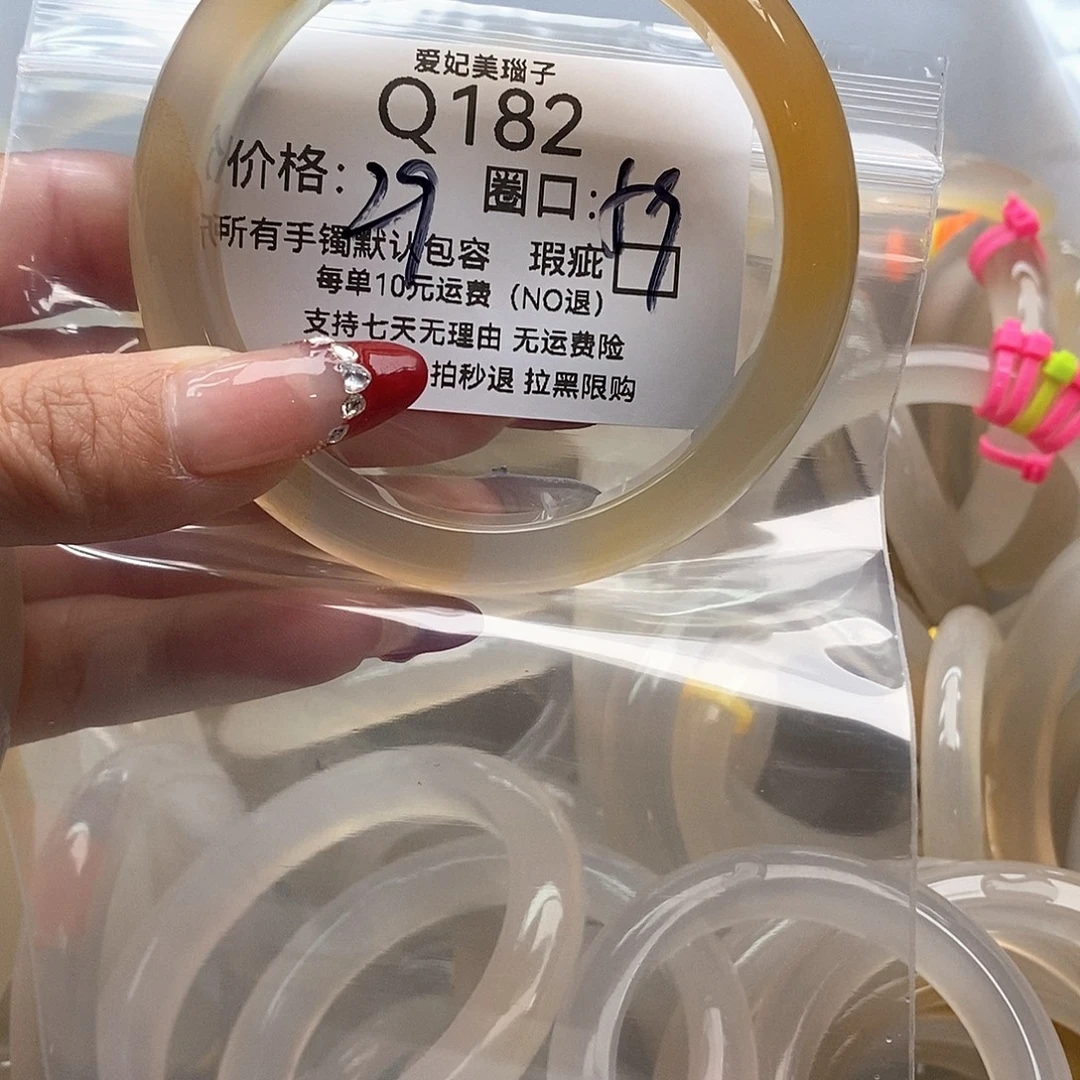 爱妃美瑙子
Q182
价格：29 圈口：59
所有手镯默认包容 瑕疵
每单10元运费（NO退）
支持七天无理由 无运费险
拍秒退 拉黑限购